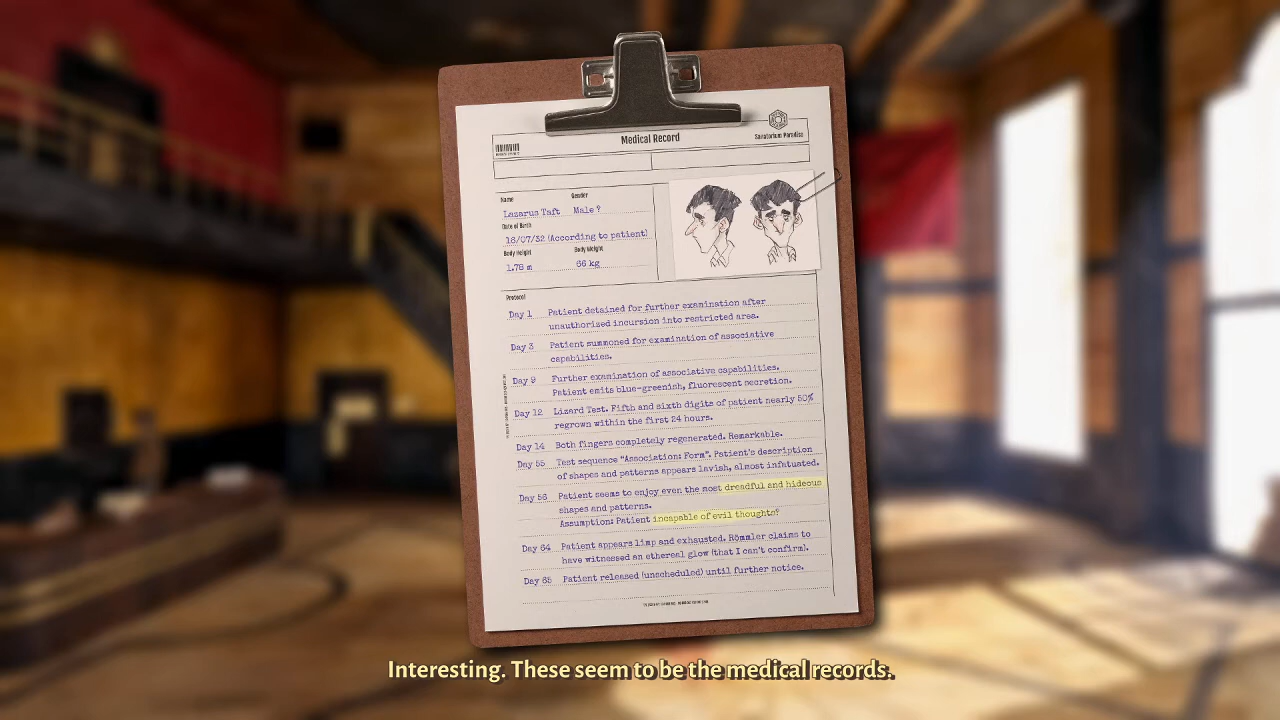 Medical Record
Sanatorium Paradise
Name
Gender
Lazarus Taft
Male ?
Date of Birth
18/07/32 (According to patient)
Body Height
Body Weight
1.78 m
66 kg
Protocol
Day 1 Patient detained for further examination after
unauthorized incursion into restricted area.
Day 3 Patient summoned for examination of associative
capabilities.
Day 9 Further examination of associative capabilities.
Patient emits blue-greenish, fluorescent secretion.
Day 12 Lizard Test. Fifth and sixth digits of patient nearly 50%
regrown within the first 24 hours.
Day 14 Both fingers completely regenerated. Remarkable.
Day 55 Test sequence "Association: Form". Patient's description
of shapes and patterns appears lavish, almost infatuated.
Day 56 Patient seems to enjoy even the most dreadful and hideous
shapes and patterns.
Assumption: Patient incapable of evil thoughts?
Day 64 Patient appears limp and exhausted. Römmler claims to
have witnessed an ethereal glow (that I can't confirm).
Day 65 Patient released (unscheduled) until further notice.
Interesting. These seem to be the medical records.